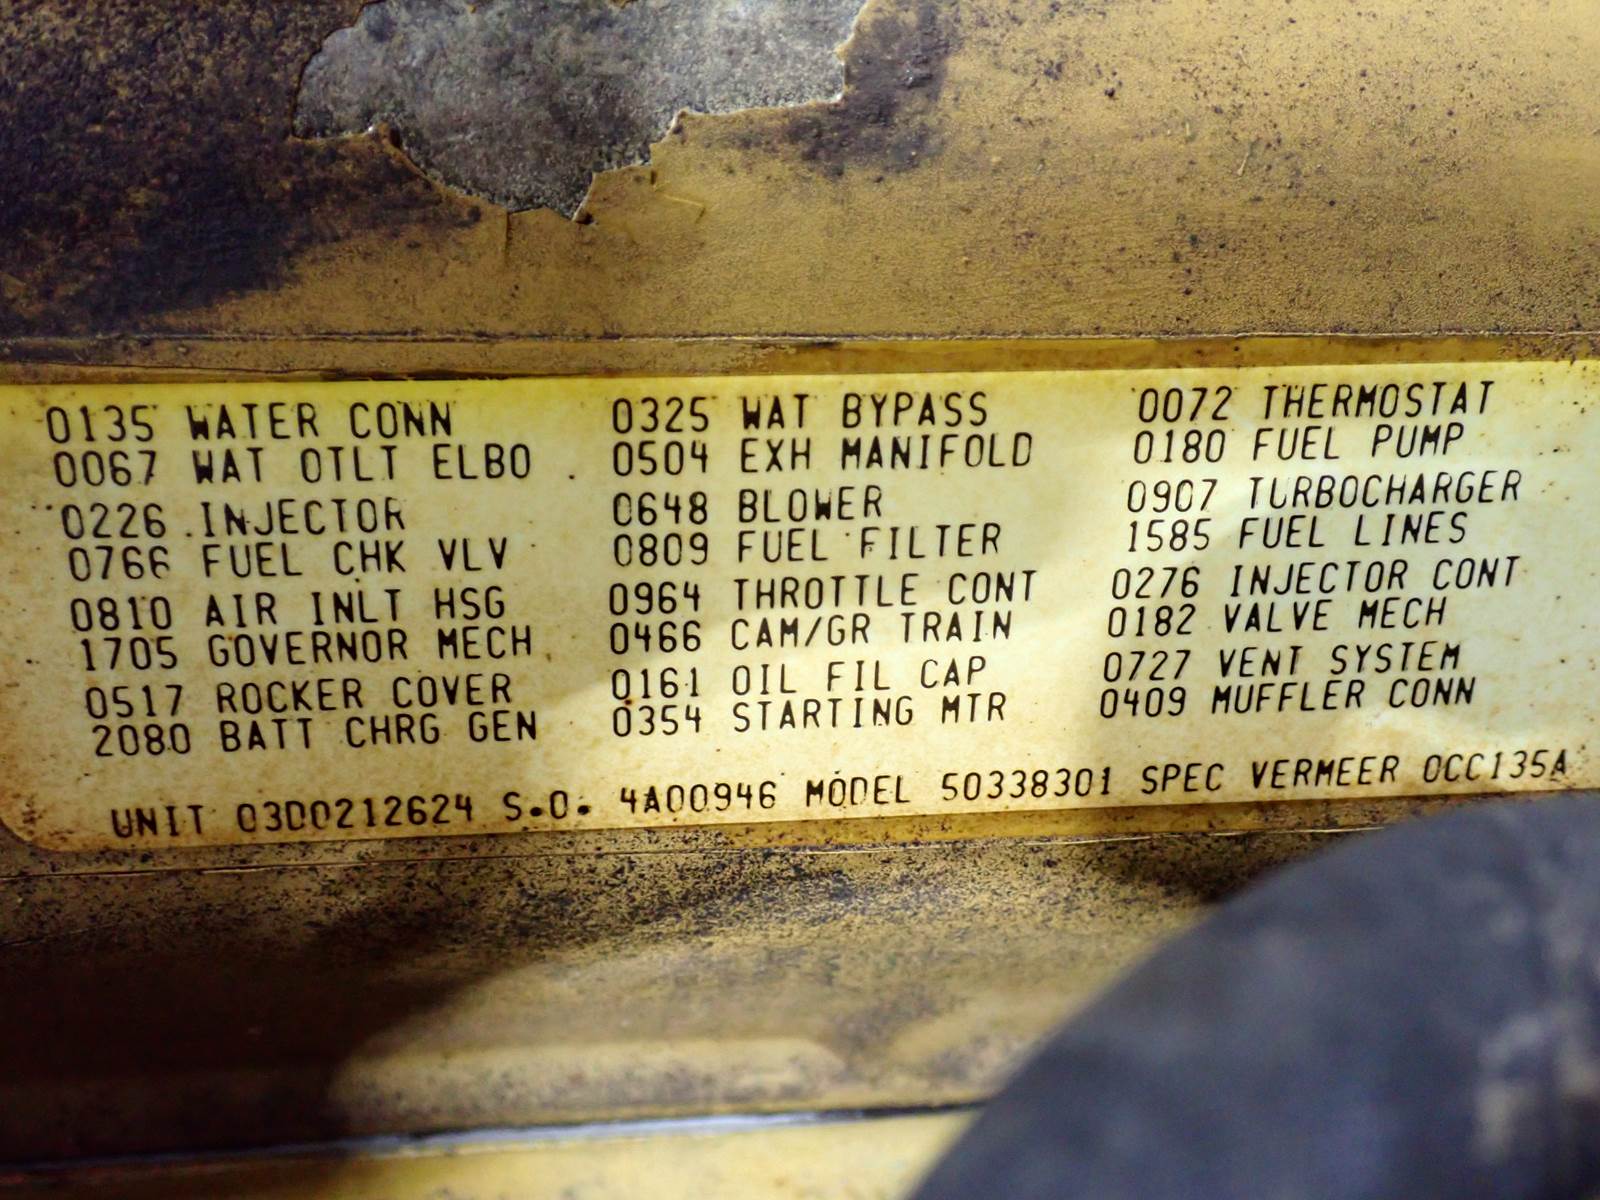 0135 WATER CONN 0325 WAT BYPASS 0072 THERMOSTAT
0067 WAT OTLT ELBO 0504 EXH MANIFOLD 0180 FUEL PUMP
0226 INJECTOR 0648 BLOWER 0907 TURBOCHARGER
0766 FUEL CHK VLV 0809 FUEL FILTER 1585 FUEL LINES
0810 AIR INLT HSG 0964 THROTTLE CONT 0276 INJECTOR CONT
1705 GOVERNOR MECH 0466 CAM/GR TRAIN 0182 VALVE MECH
0517 ROCKER COVER 0161 OIL FIL CAP 0727 VENT SYSTEM
2080 BATT CHRG GEN 0354 STARTING MTR 0409 MUFFLER CONN
UNIT 03D0212624 S.O. 4A00946 MODEL 50338301 SPEC VERMEER OCC135A